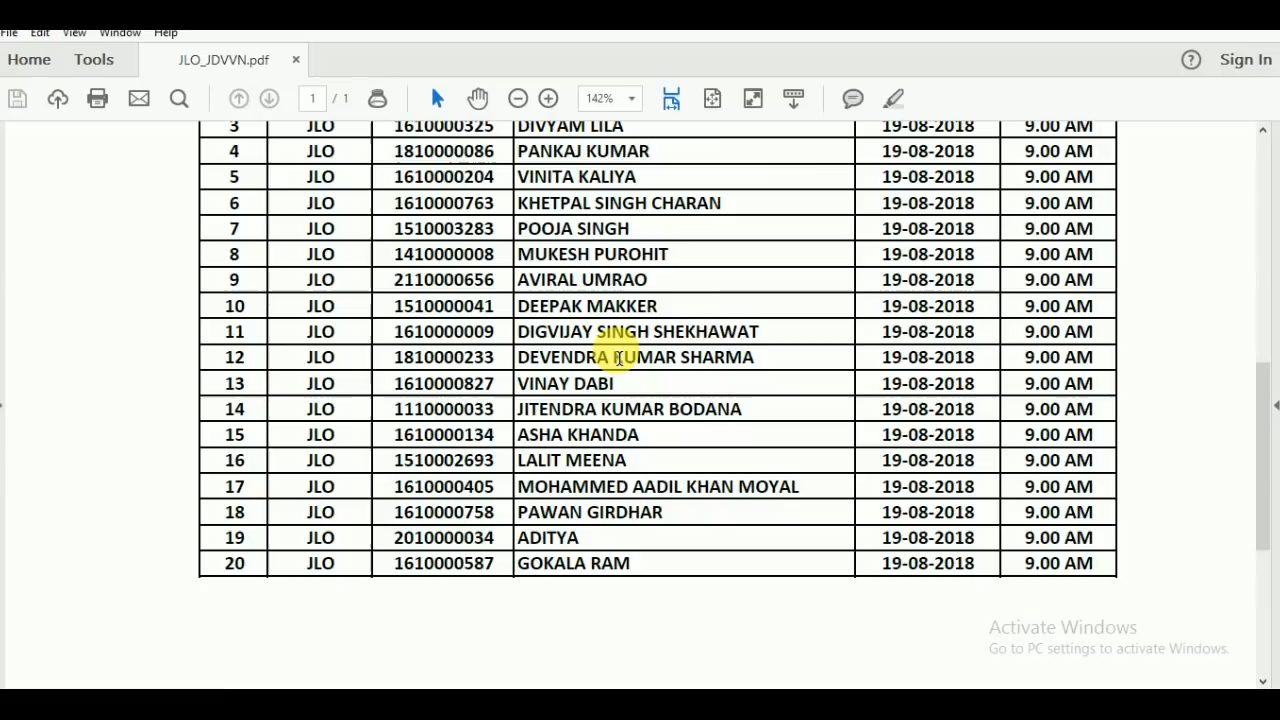 File Edit View Window Help
Home Tools JLO_JDVVN.pdf × ? Sign In
1 / 1 142%
3 JLO 1610000325 DIVYAM LILA 19-08-2018 9.00 AM
4 JLO 1810000086 PANKAJ KUMAR 19-08-2018 9.00 AM
5 JLO 1610000204 VINITA KALIYA 19-08-2018 9.00 AM
6 JLO 1610000763 KHETPAL SINGH CHARAN 19-08-2018 9.00 AM
7 JLO 1510003283 POOJA SINGH 19-08-2018 9.00 AM
8 JLO 1410000008 MUKESH PUROHIT 19-08-2018 9.00 AM
9 JLO 2110000656 AVIRAL UMRAO 19-08-2018 9.00 AM
10 JLO 1510000041 DEEPAK MAKKER 19-08-2018 9.00 AM
11 JLO 1610000009 DIGVIJAY SINGH SHEKHAWAT 19-08-2018 9.00 AM
12 JLO 1810000233 DEVENDRA KUMAR SHARMA 19-08-2018 9.00 AM
13 JLO 1610000827 VINAY DABI 19-08-2018 9.00 AM
14 JLO 1110000033 JITENDRA KUMAR BODANA 19-08-2018 9.00 AM
15 JLO 1610000134 ASHA KHANDA 19-08-2018 9.00 AM
16 JLO 1510002693 LALIT MEENA 19-08-2018 9.00 AM
17 JLO 1610000405 MOHAMMED AADIL KHAN MOYAL 19-08-2018 9.00 AM
18 JLO 1610000758 PAWAN GIRDHAR 19-08-2018 9.00 AM
19 JLO 2010000034 ADITYA 19-08-2018 9.00 AM
20 JLO 1610000587 GOKALA RAM 19-08-2018 9.00 AM
Activate Windows
Go to PC settings to activate Windows.